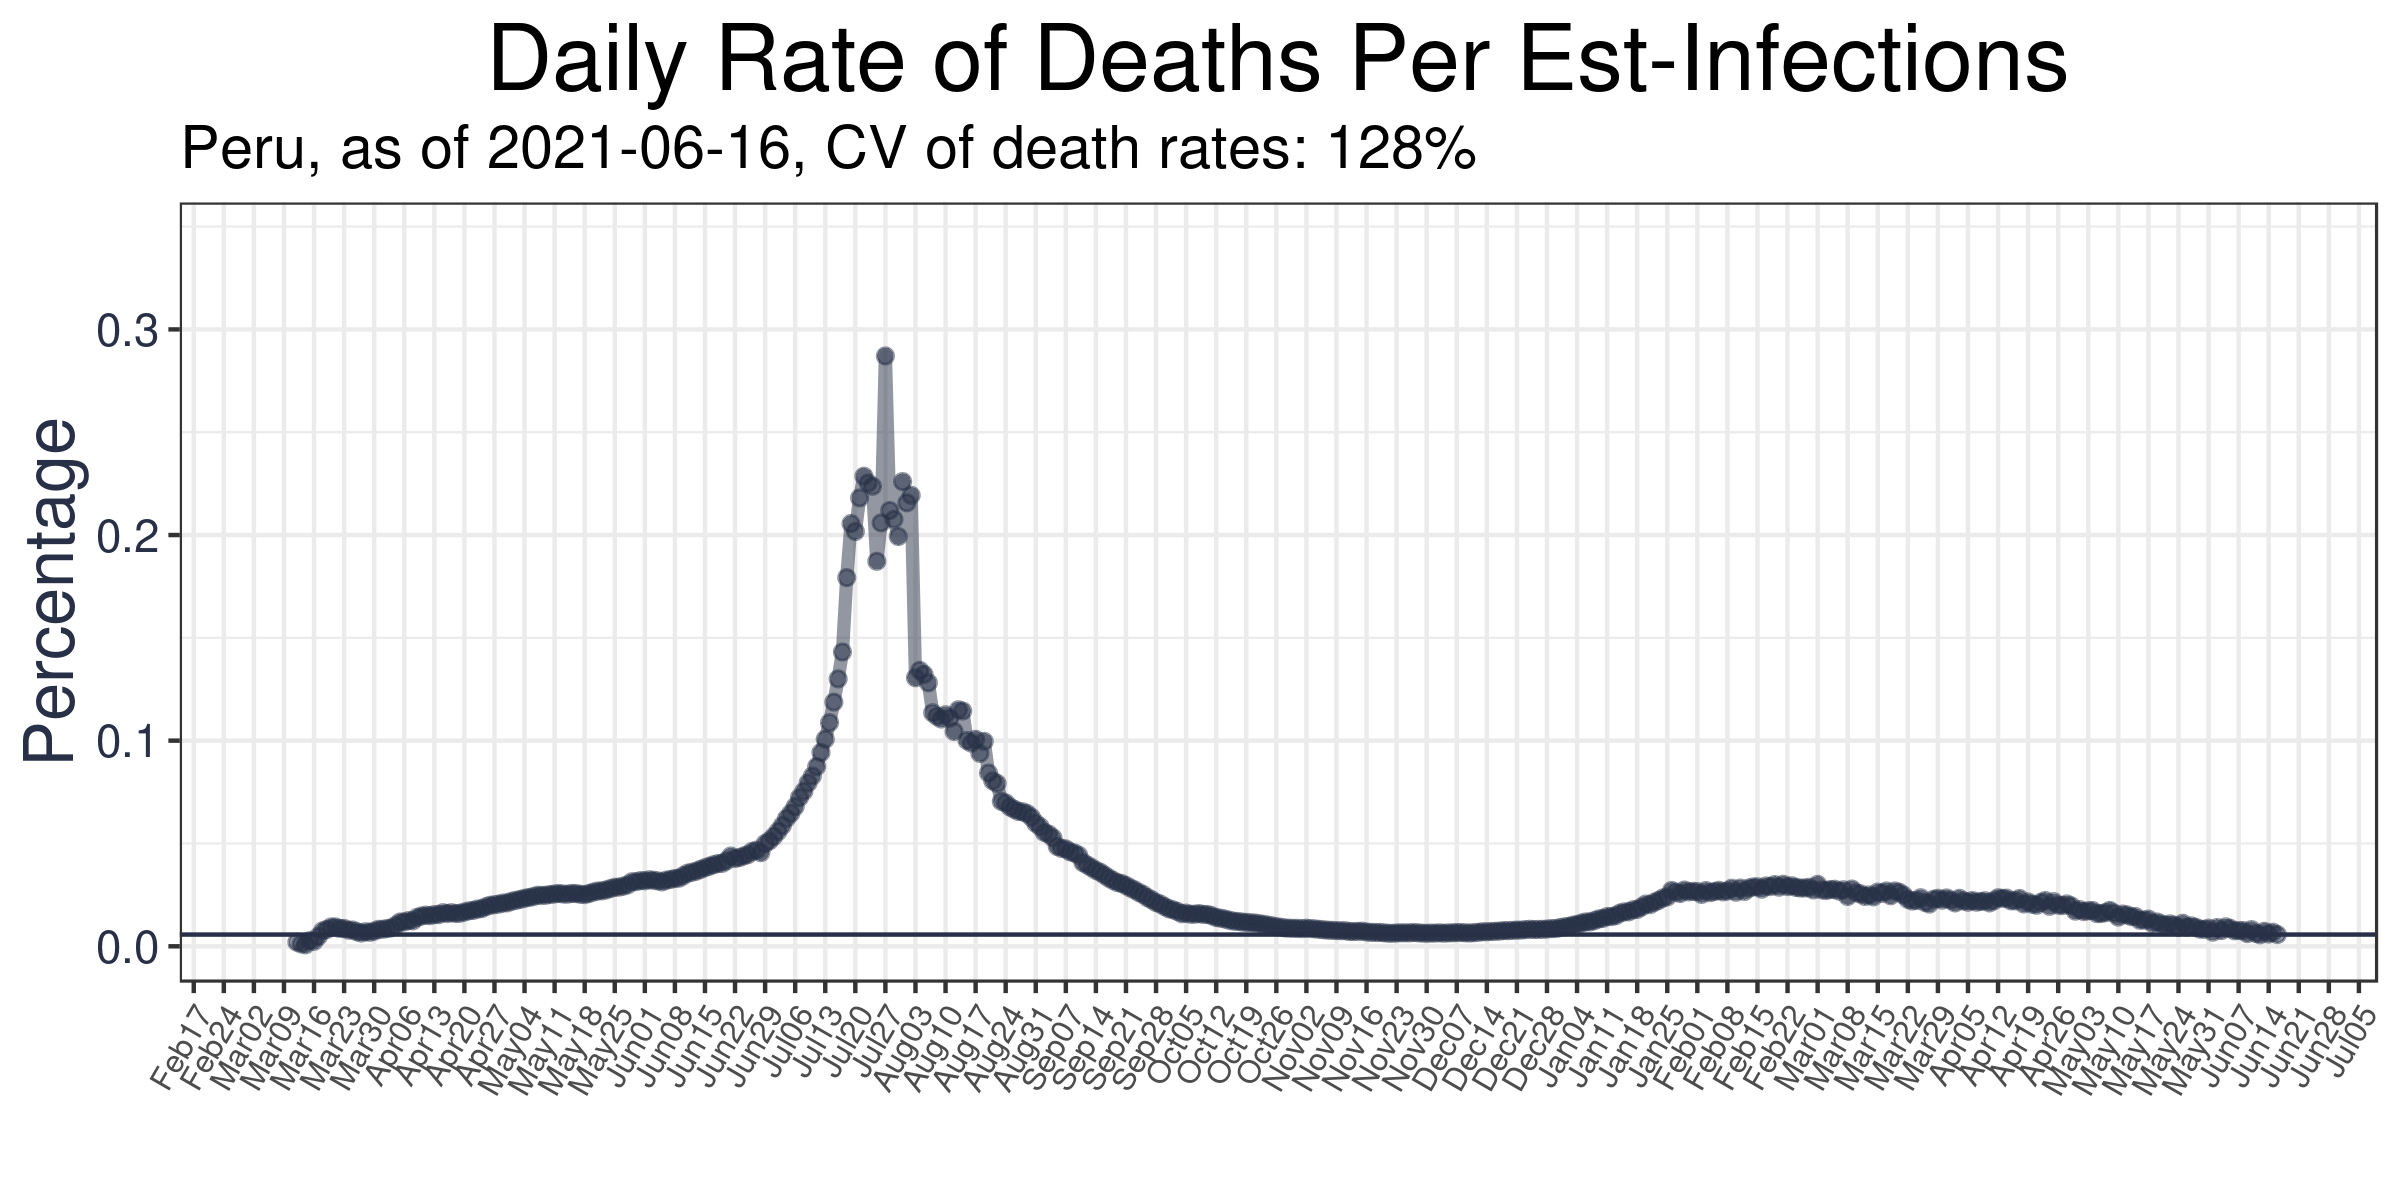 Daily Rate of Deaths Per Est-Infections
Peru, as of 2021-06-16, CV of death rates: 128%
Percentage
0.3
0.2
0.1
0.0
Feb17 Feb24 Mar02 Mar09 Mar16 Mar23 Mar30 Apr06 Apr13 Apr20 Apr27 May04 May11 May18 May25 Jun01 Jun08 Jun15 Jun22 Jun29 Jul06 Jul13 Jul20 Jul27 Aug03 Aug10 Aug17 Aug24 Aug31 Sep07 Sep14 Sep21 Sep28 Oct05 Oct12 Oct19 Oct26 Nov02 Nov09 Nov16 Nov23 Nov30 Dec07 Dec14 Dec21 Dec28 Jan04 Jan11 Jan18 Jan25 Feb01 Feb08 Feb15 Feb22 Mar01 Mar08 Mar15 Mar22 Mar29 Apr05 Apr12 Apr19 Apr26 May03 May10 May17 May24 May31 Jun07 Jun14 Jun21 Jun28 Jul05